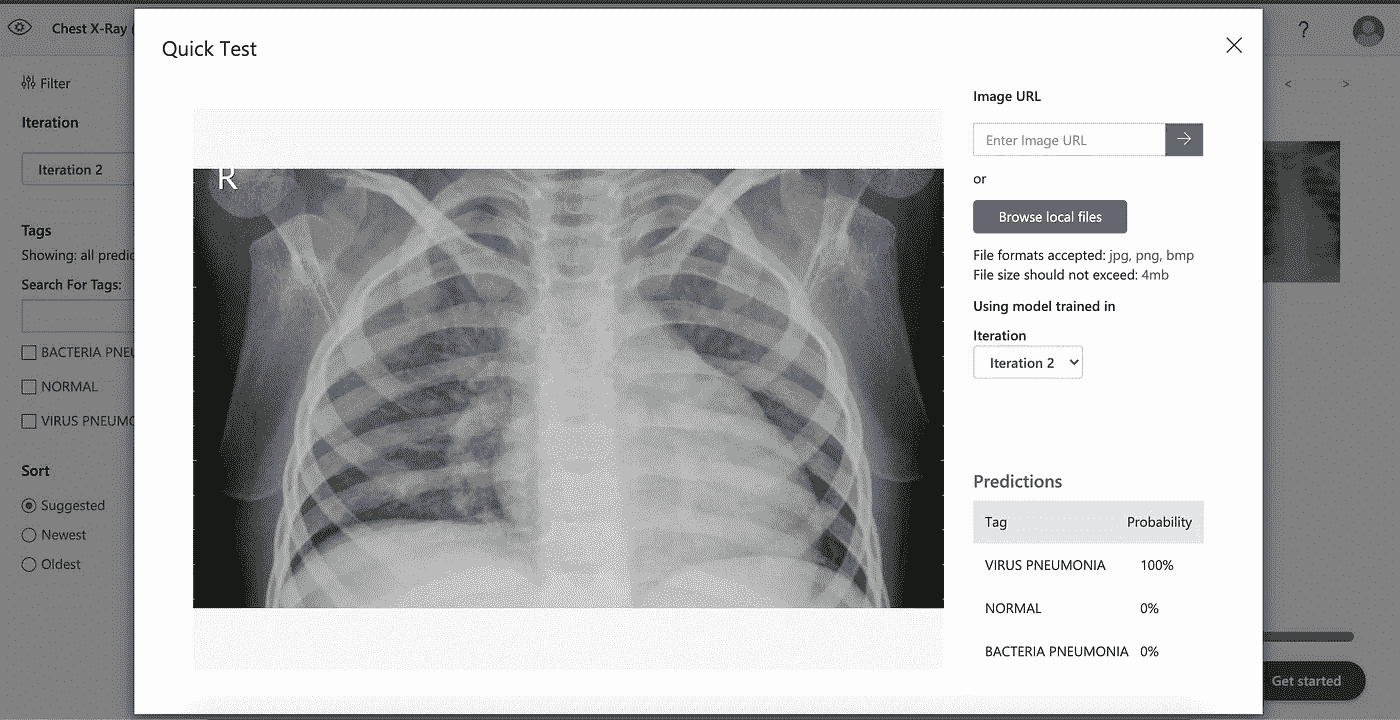 Chest X-Ray (
Filter
Iteration
Iteration 2
Tags
Showing: all predic
Search For Tags:
BACTERIA PNEU
NORMAL
VIRUS PNEUMO
Sort
Suggested
Newest
Oldest
Quick Test
R
Image URL
Enter Image URL
or
Browse local files
File formats accepted: jpg, png, bmp
File size should not exceed: 4mb
Using model trained in
Iteration
Iteration 2
Predictions
Tag Probability
VIRUS PNEUMONIA 100%
NORMAL 0%
BACTERIA PNEUMONIA 0%
?
< >
Get started